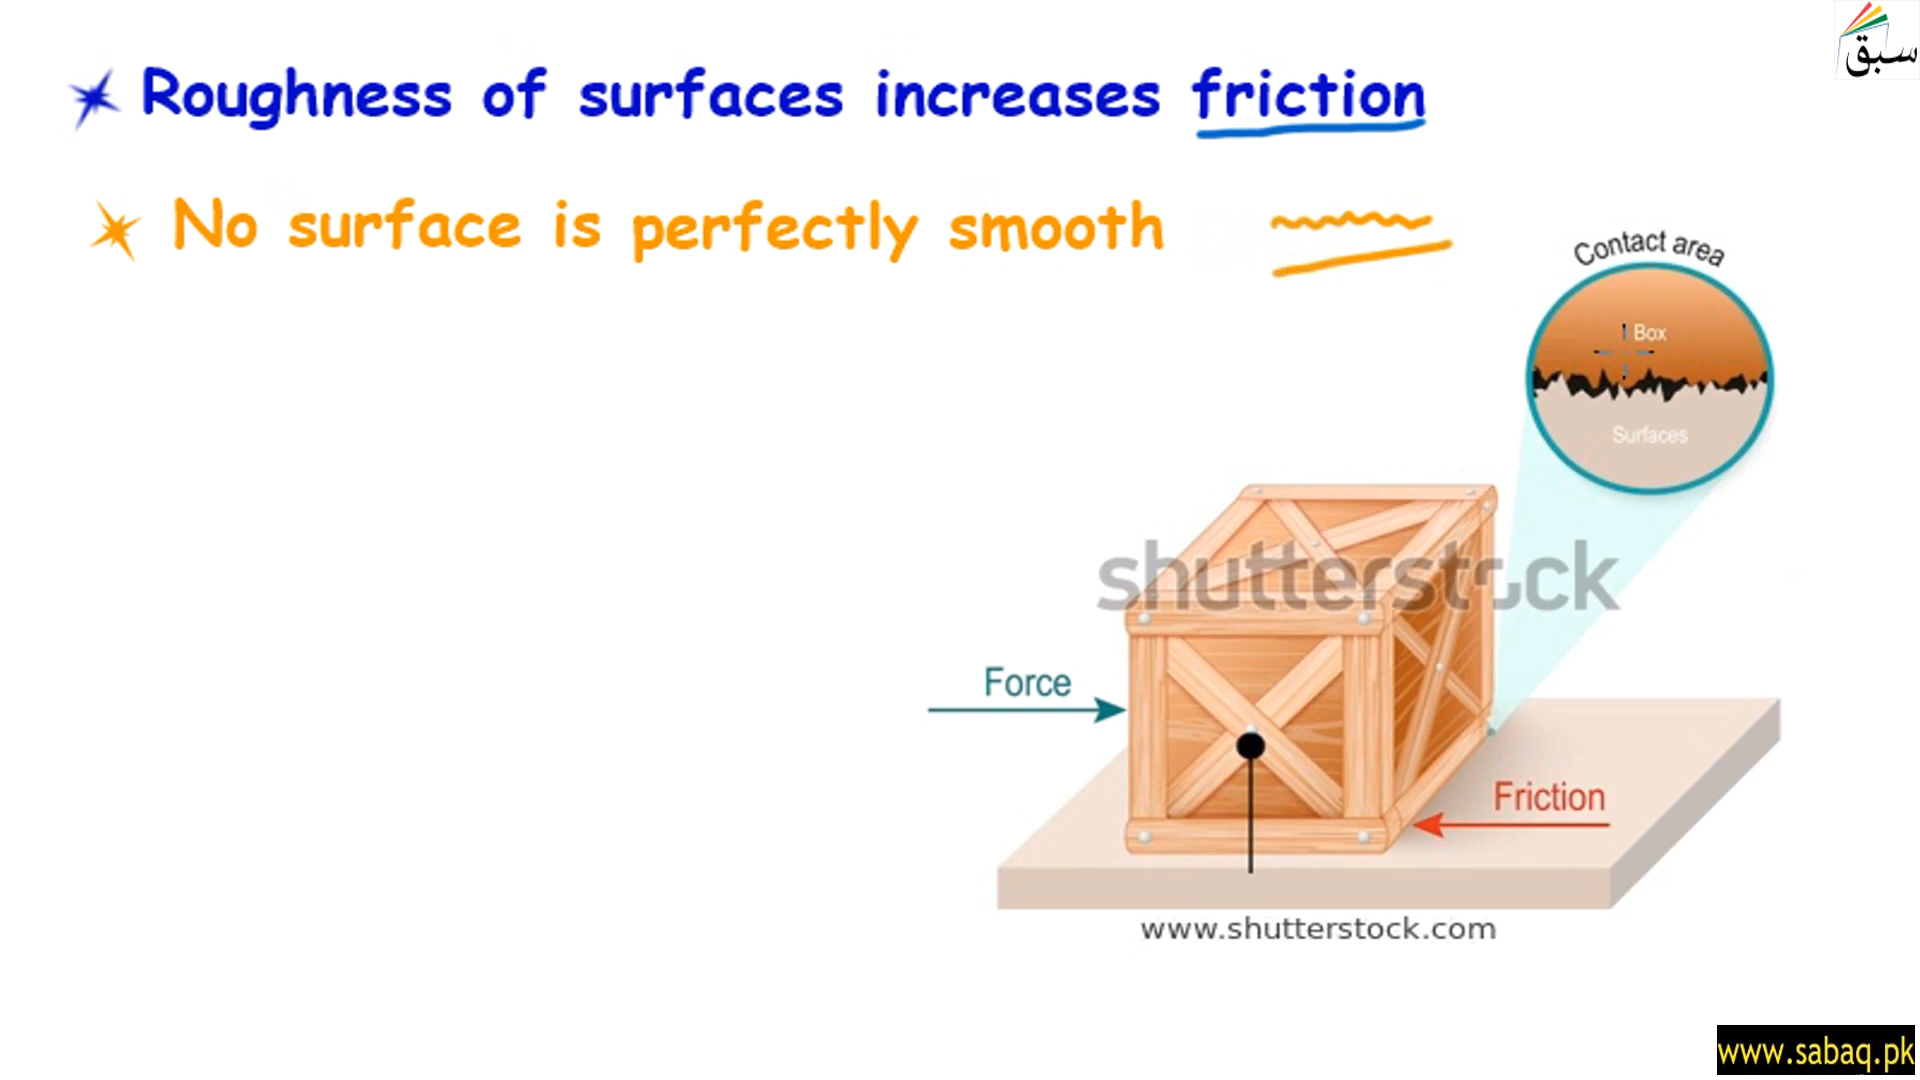 سبق
Roughness of surfaces increases friction
No surface is perfectly smooth
Contact area
Box
Surfaces
shutterstock
Force
Friction
www.shutterstock.com
www.sabaq.pk